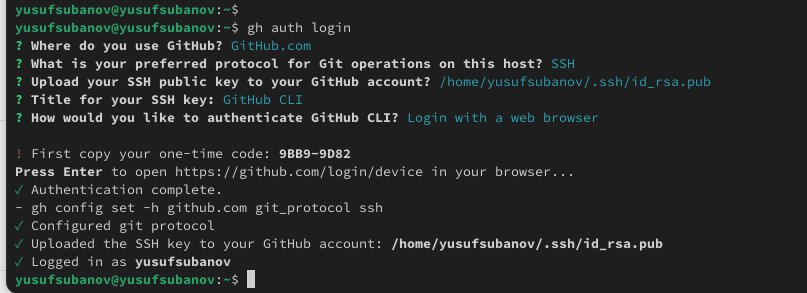 yusufsubanov@yusufsubanov:~$
yusufsubanov@yusufsubanov:~$ gh auth login
? Where do you use GitHub? GitHub.com
? What is your preferred protocol for Git operations on this host? SSH
? Upload your SSH public key to your GitHub account? /home/yusufsubanov/.ssh/id_rsa.pub
? Title for your SSH key: GitHub CLI
? How would you like to authenticate GitHub CLI? Login with a web browser
! First copy your one-time code: 9BB9-9D82
Press Enter to open https://github.com/login/device in your browser...
✓ Authentication complete.
- gh config set -h github.com git_protocol ssh
✓ Configured git protocol
✓ Uploaded the SSH key to your GitHub account: /home/yusufsubanov/.ssh/id_rsa.pub
✓ Logged in as yusufsubanov
yusufsubanov@yusufsubanov:~$